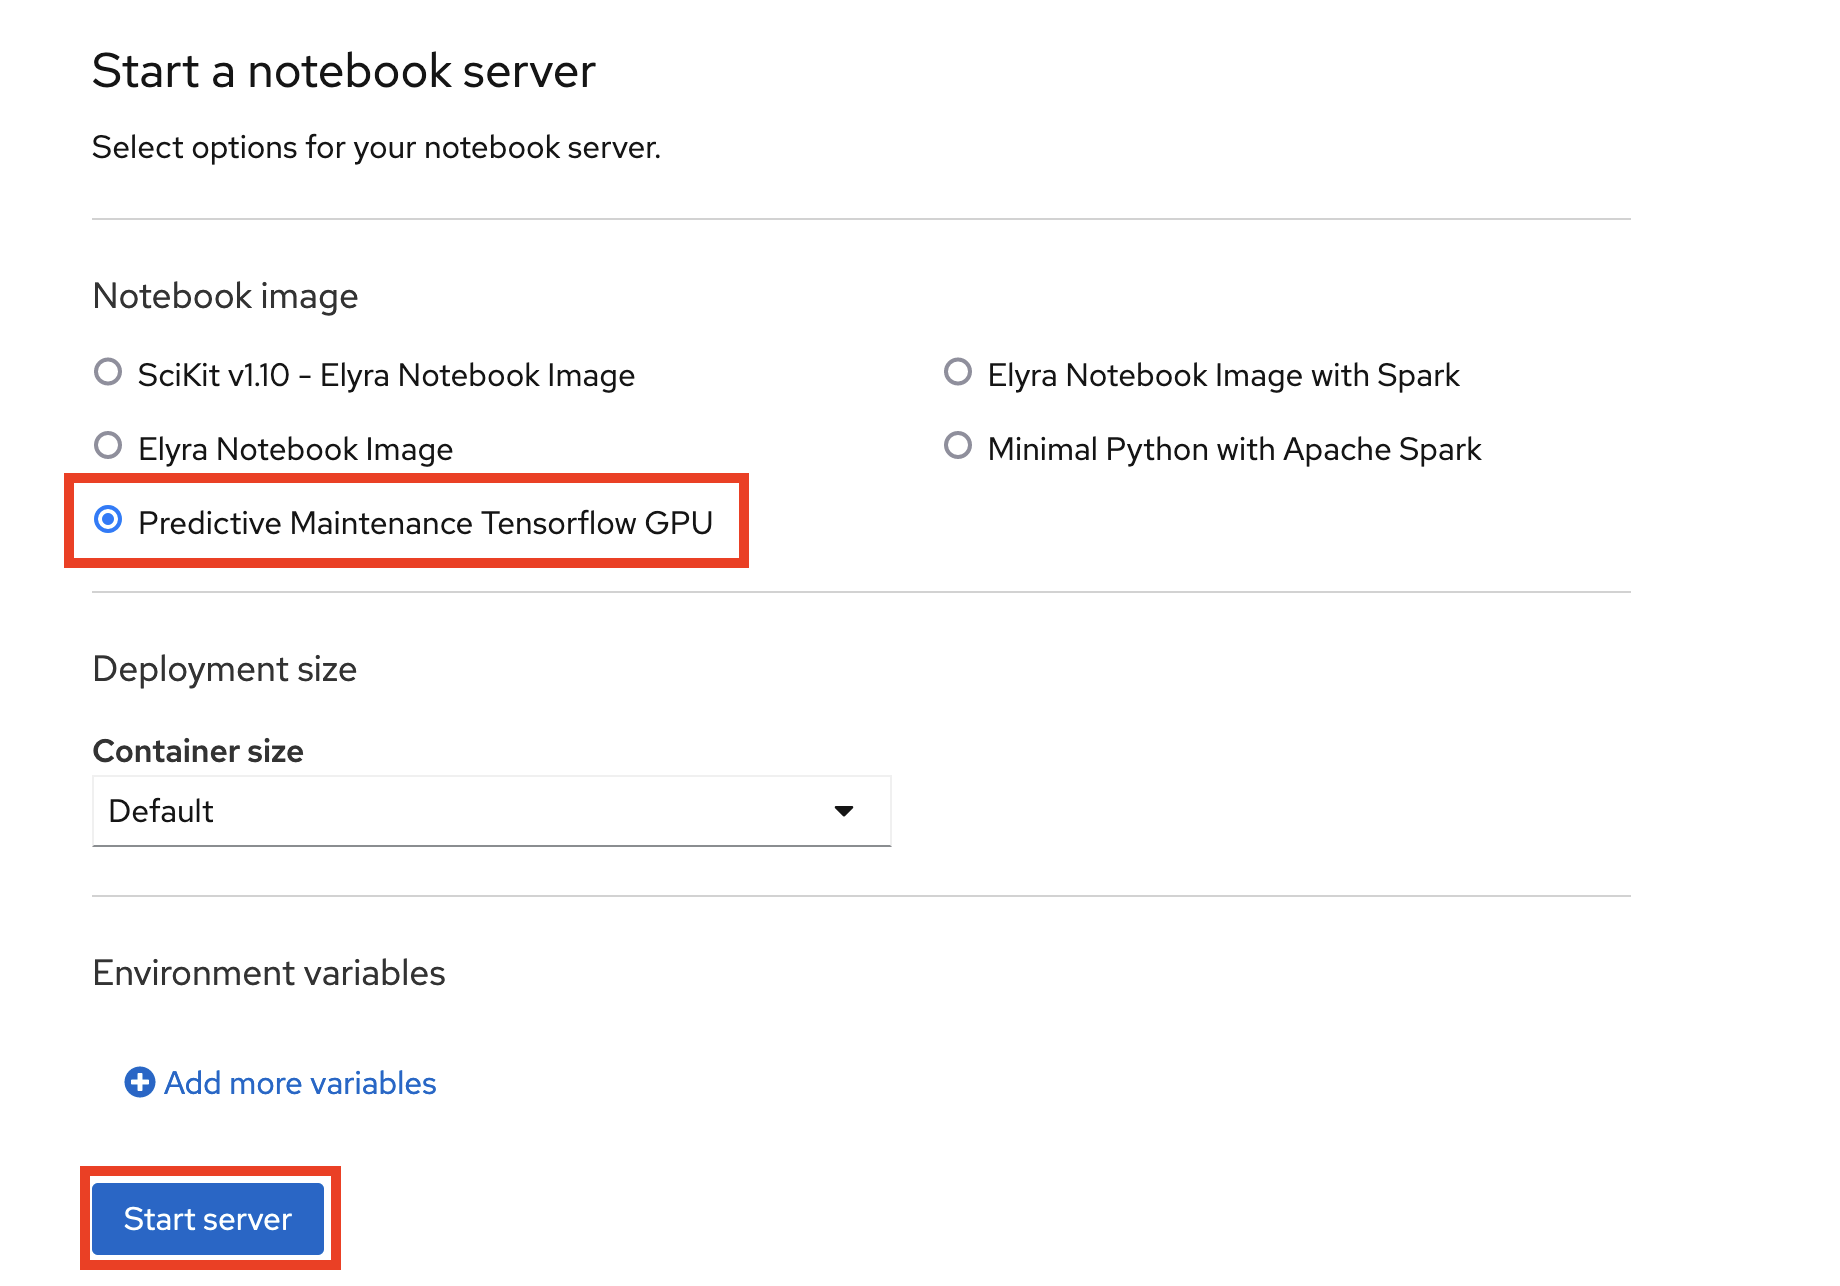 Start a notebook server
Select options for your notebook server.
Notebook image
SciKit v1.10 - Elyra Notebook Image
Elyra Notebook Image with Spark
Elyra Notebook Image
Minimal Python with Apache Spark
Predictive Maintenance Tensorflow GPU
Deployment size
Container size
Default
Environment variables
Add more variables
Start server